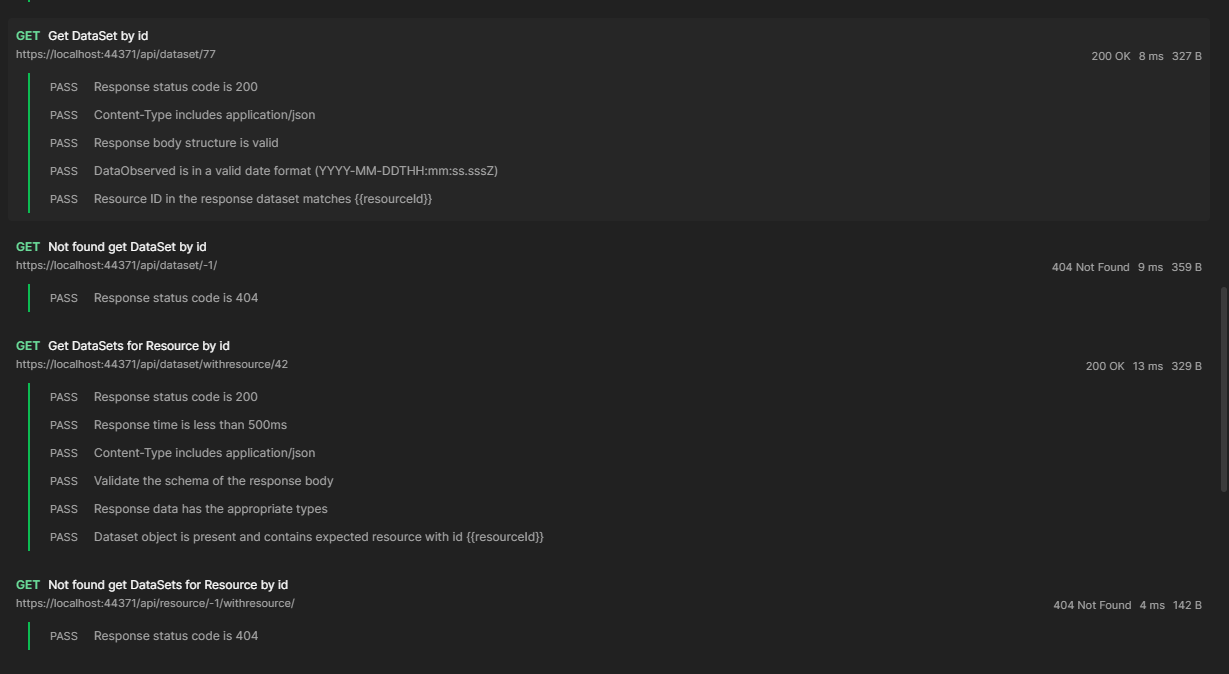 GET Get DataSet by id
https://localhost:44371/api/dataset/77
200 OK 8 ms 327 B
PASS Response status code is 200
PASS Content-Type includes application/json
PASS Response body structure is valid
PASS DataObserved is in a valid date format (YYYY-MM-DDTHH:mm:ss.sssZ)
PASS Resource ID in the response dataset matches {{resourceId}}
GET Not found get DataSet by id
https://localhost:44371/api/dataset/-1/
404 Not Found 9 ms 359 B
PASS Response status code is 404
GET Get DataSets for Resource by id
https://localhost:44371/api/dataset/withresource/42
200 OK 13 ms 329 B
PASS Response status code is 200
PASS Response time is less than 500ms
PASS Content-Type includes application/json
PASS Validate the schema of the response body
PASS Response data has the appropriate types
PASS Dataset object is present and contains expected resource with id {{resourceId}}
GET Not found get DataSets for Resource by id
https://localhost:44371/api/resource/-1/withresource/
404 Not Found 4 ms 142 B
PASS Response status code is 404